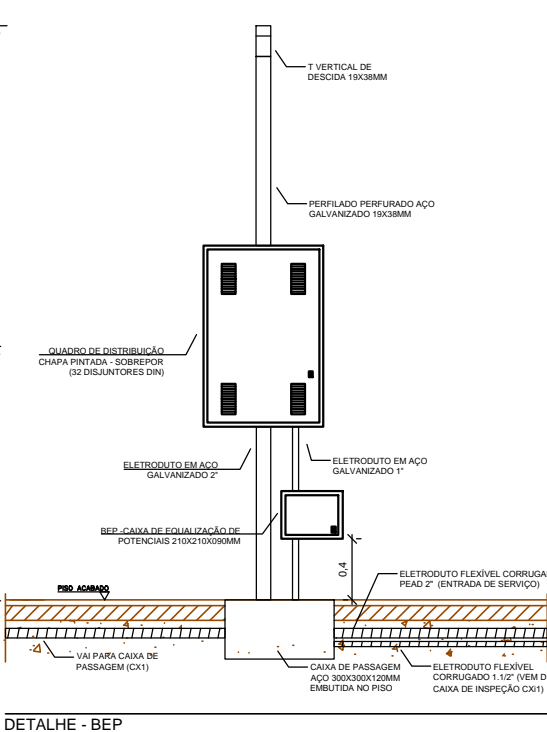 T VERTICAL DE
DESCIDA 19X38MM
PERFILADO PERFURADO AÇO
GALVANIZADO 19X38MM
QUADRO DE DISTRIBUIÇÃO
CHAPA PINTADA - SOBREPOR
(32 DISJUNTORES DIN)
ELETRODUTO EM AÇO
GALVANIZADO 2"
ELETRODUTO EM AÇO
GALVANIZADO 1"
BEP -CAIXA DE EQUALIZAÇÃO DE
POTENCIAIS 210X210X090MM
0,4
PISO ACABADO
ELETRODUTO FLEXÍVEL CORRUGA
PEAD 2" (ENTRADA DE SERVIÇO)
VAI PARA CAIXA DE
PASSAGEM (CX1)
CAIXA DE PASSAGEM
AÇO 300X300X120MM
EMBUTIDA NO PISO
ELETRODUTO FLEXÍVEL
CORRUGADO 1.1/2" (VEM D
CAIXA DE INSPEÇÃO CXi1)
DETALHE - BEP